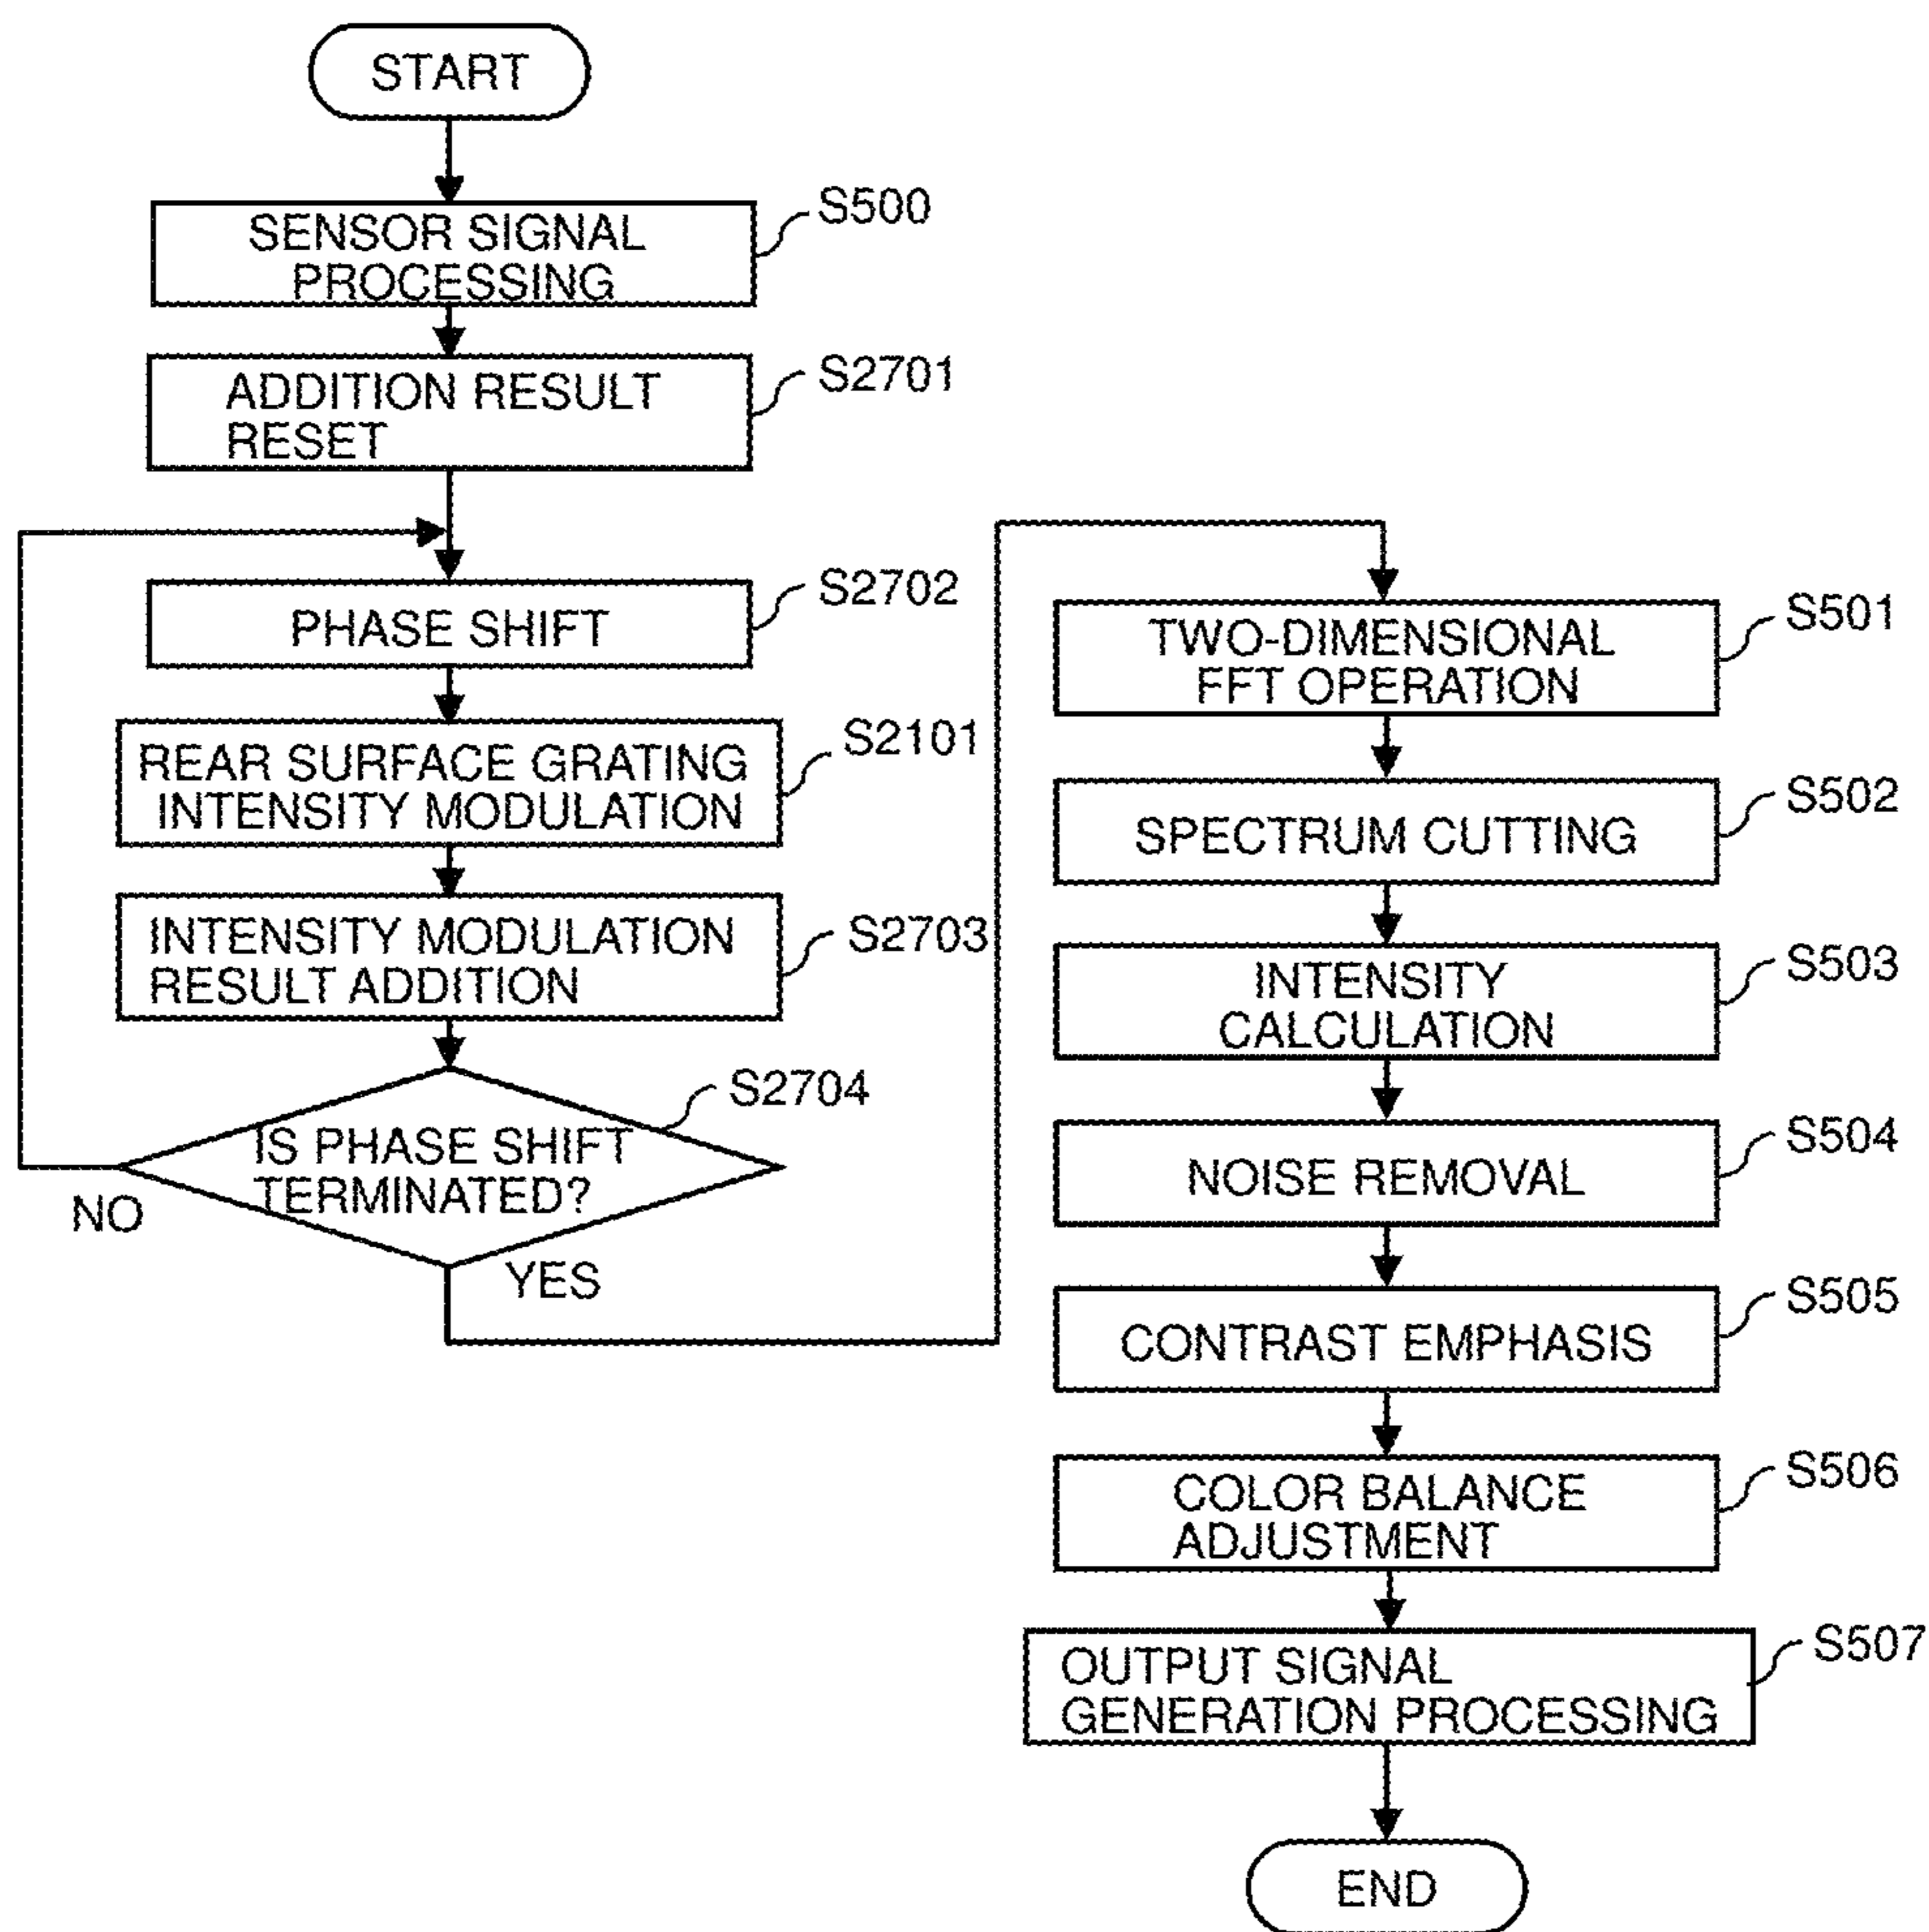 START
SENSOR SIGNAL
PROCESSING
S500
ADDITION RESULT
RESET
S2701
PHASE SHIFT
S2702
REAR SURFACE GRATING
INTENSITY MODULATION
S2101
INTENSITY MODULATION
RESULT ADDITION
S2703
IS PHASE SHIFT
TERMINATED?
S2704
NO
YES
TWO-DIMENSIONAL
FFT OPERATION
S501
SPECTRUM CUTTING
S502
INTENSITY
CALCULATION
S503
NOISE REMOVAL
S504
CONTRAST EMPHASIS
S505
COLOR BALANCE
ADJUSTMENT
S506
OUTPUT SIGNAL
GENERATION PROCESSING
S507
END